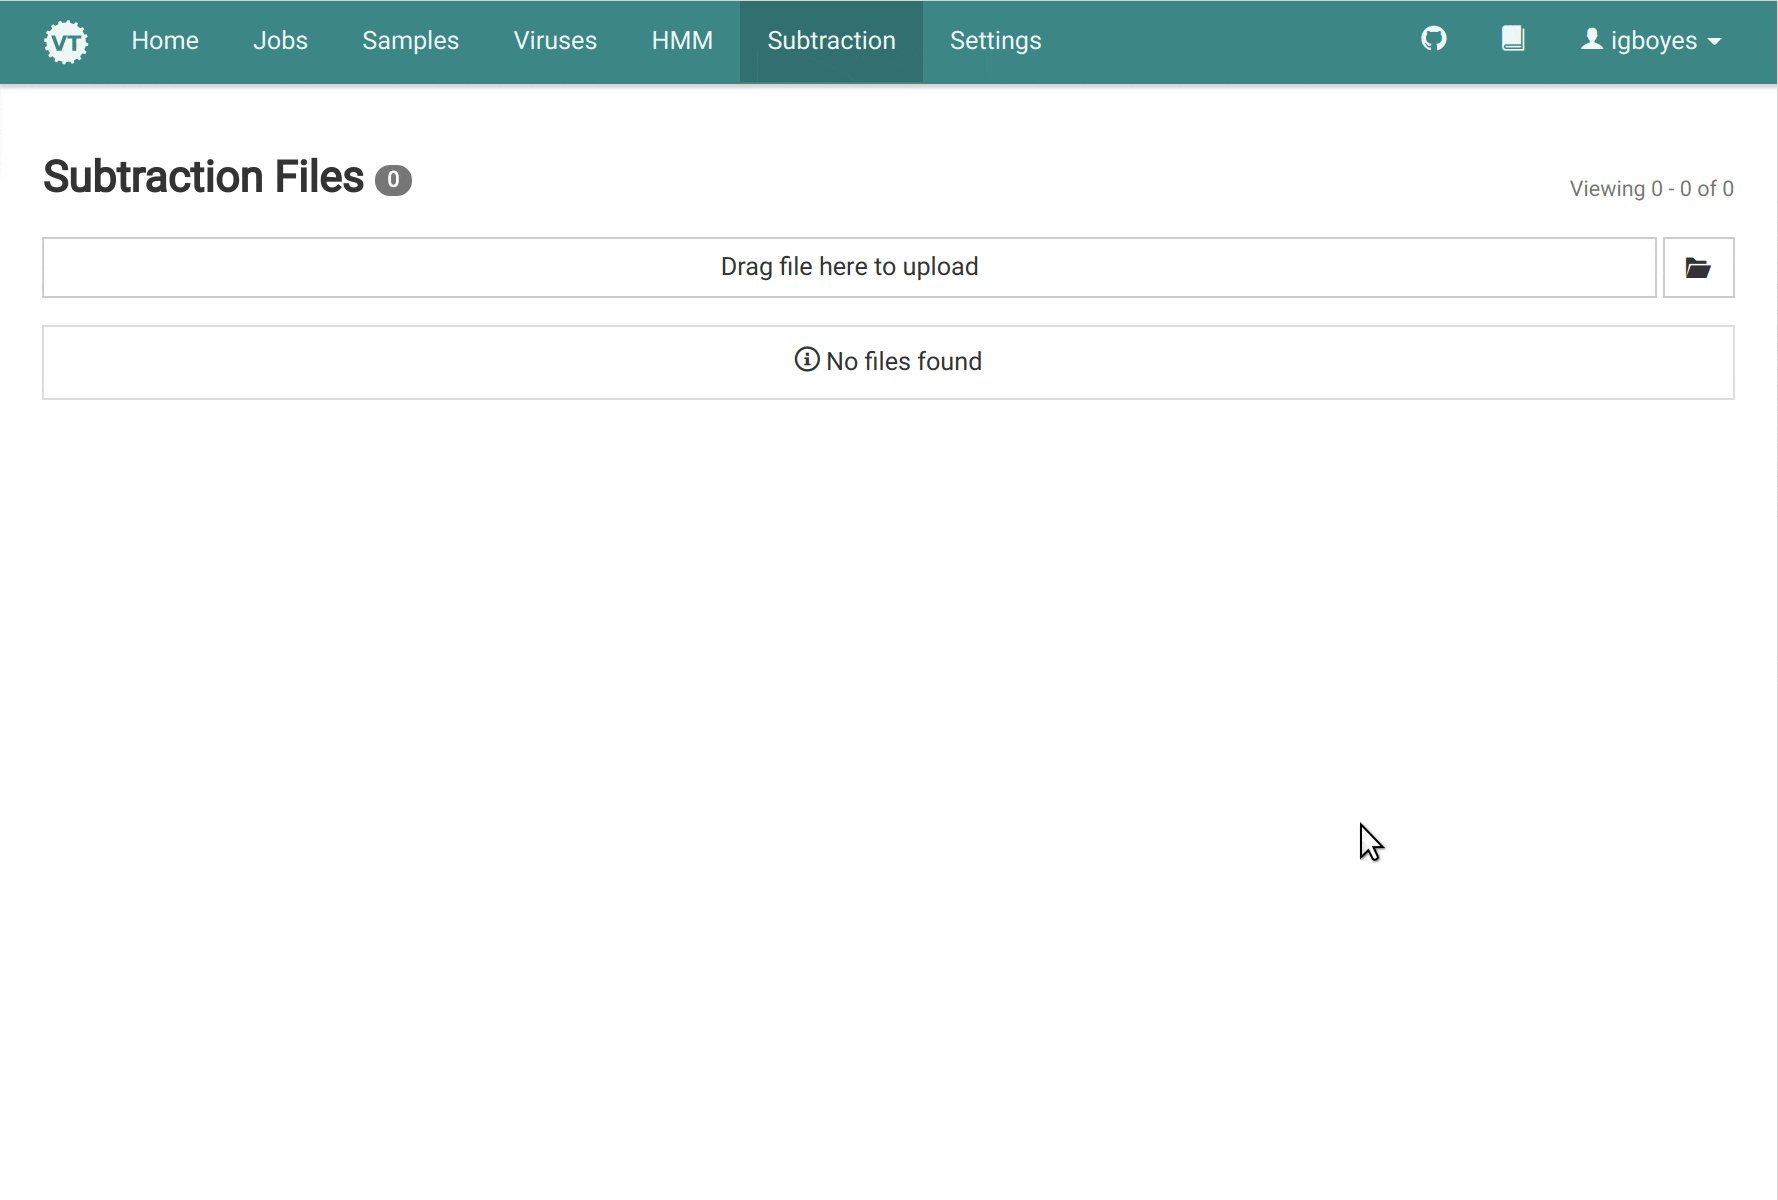 VT Home Jobs Samples Viruses HMM Subtraction Settings igboyes
Subtraction Files 0
Viewing 0 - 0 of 0
Drag file here to upload
No files found